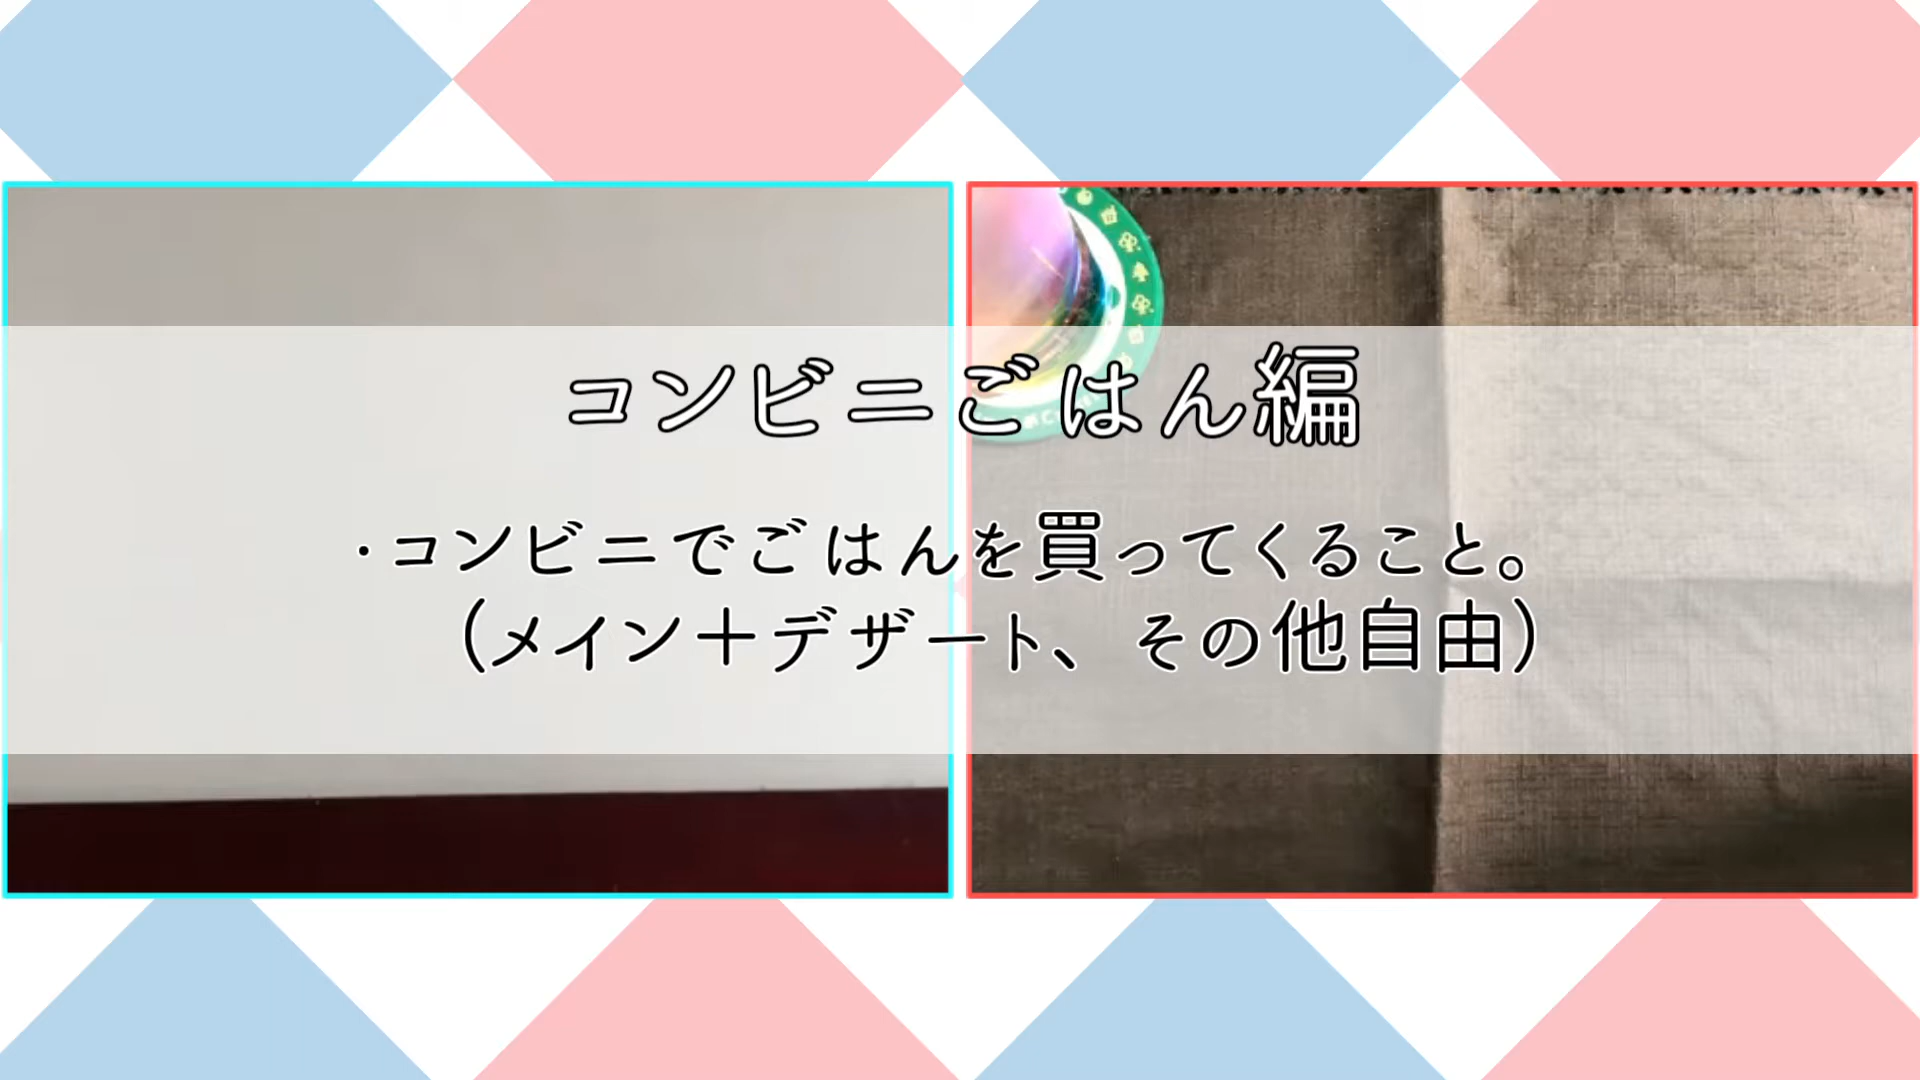 コンビニごはん編
・コンビニでごはんを買ってくること。
（メイン＋デザート、その他自由）